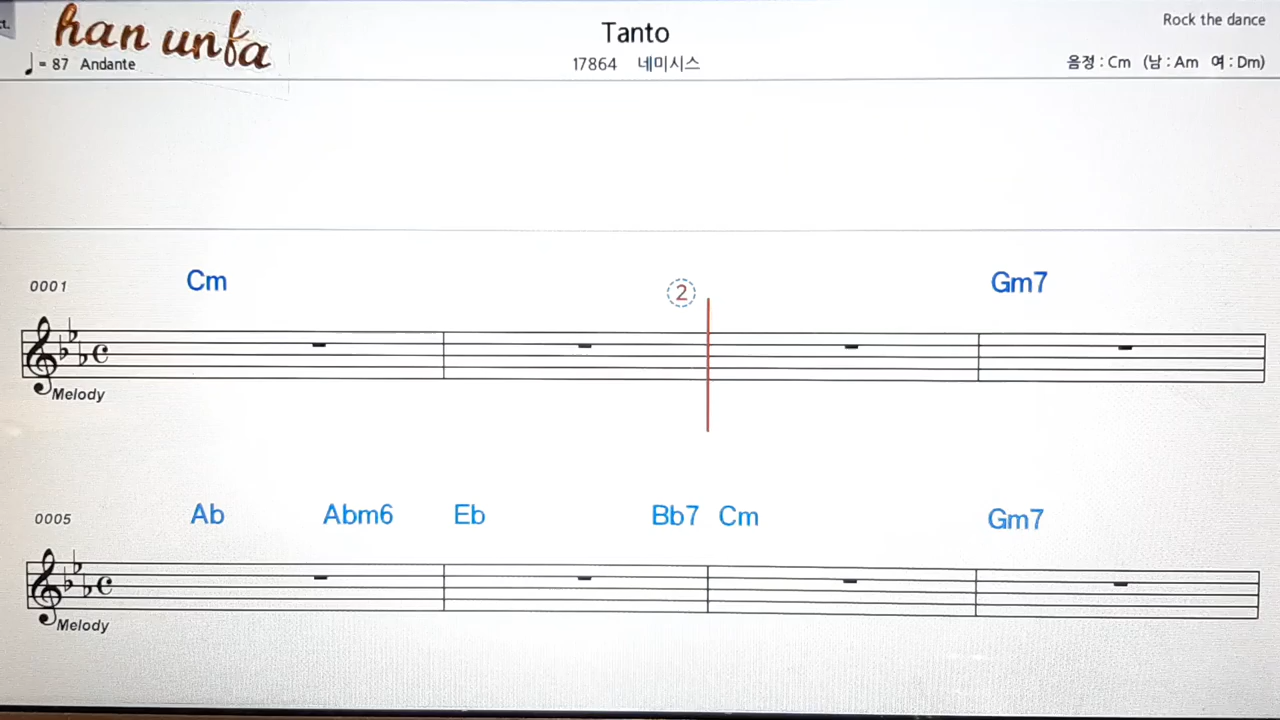 han unfa
Tanto
Rock the dance
♩ = 87 Andante
17864 네미시스
음정 : Cm (남 : Am 여 : Dm)
0001 Cm ② Gm7
Melody
0005 Ab Abm6 Eb Bb7 Cm Gm7
Melody